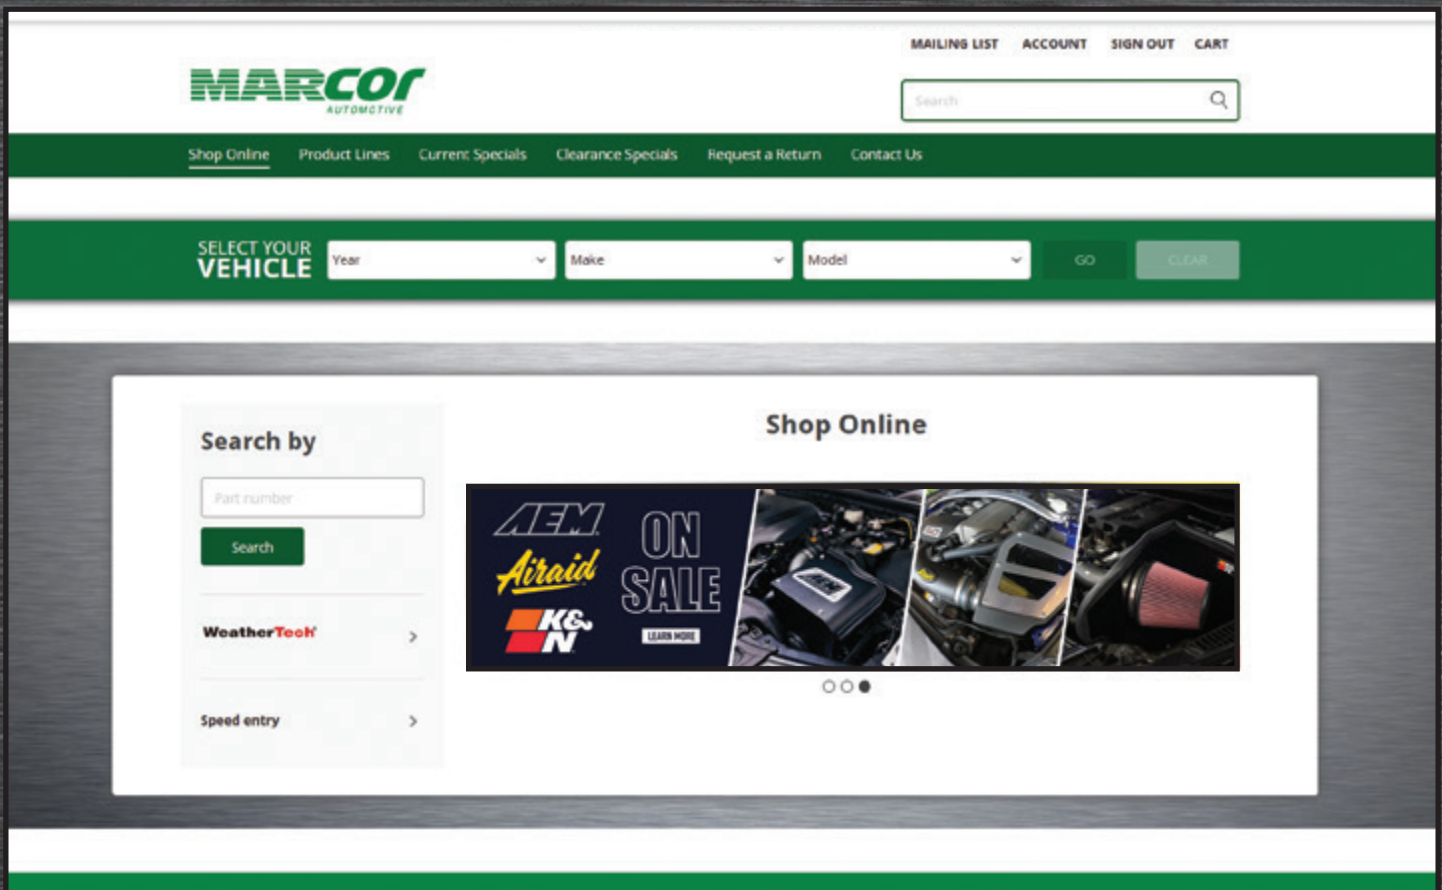 MAILING LIST ACCOUNT SIGN OUT CART
MARCOR
AUTOMOTIVE
Search
Shop Online Product Lines Current Specials Clearance Specials Request a Return Contact Us
SELECT YOUR
VEHICLE
Year Make Model GO CLEAR
Search by
Part number
Search
WeatherTech
Speed entry
Shop Online
AEM
Airaid
K&N
ON
SALE
LEARN MORE
AEM